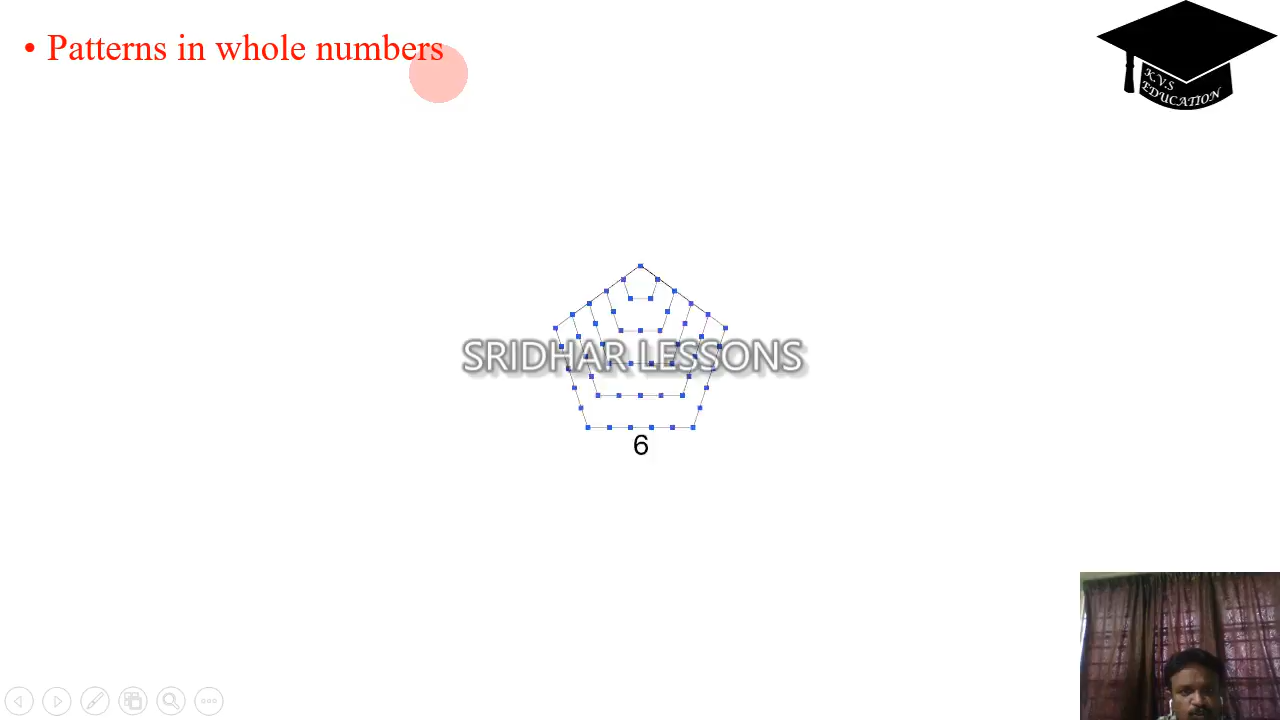 • Patterns in whole numbers
K.V.S
EDUCATION
SRIDHAR LESSONS
6